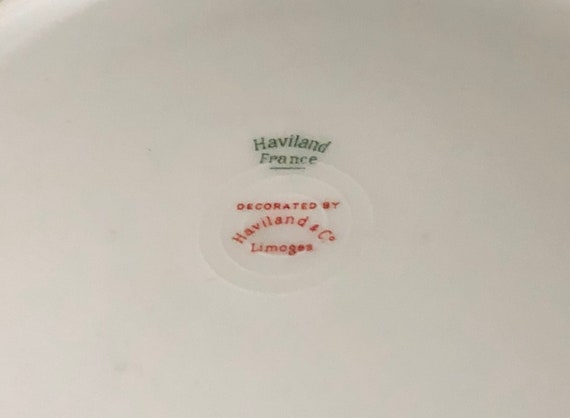 Haviland
France
DECORATED BY
Haviland & Co
Limoges